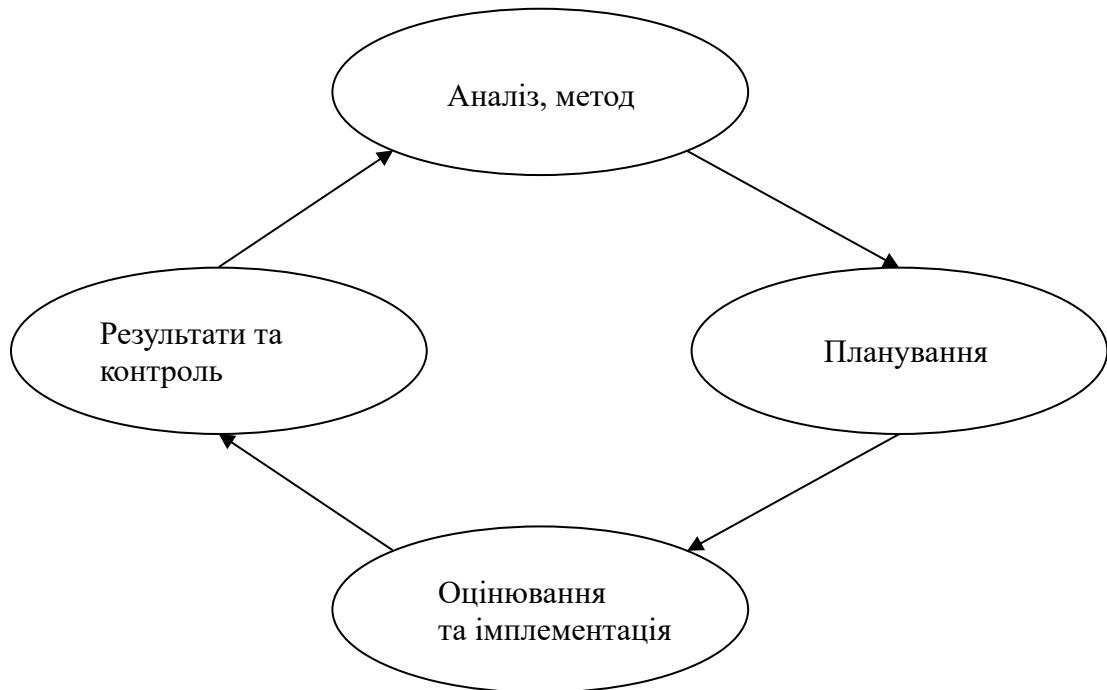 Аналіз, метод
Результати та
контроль
Планування
Оцінювання
та імплементація